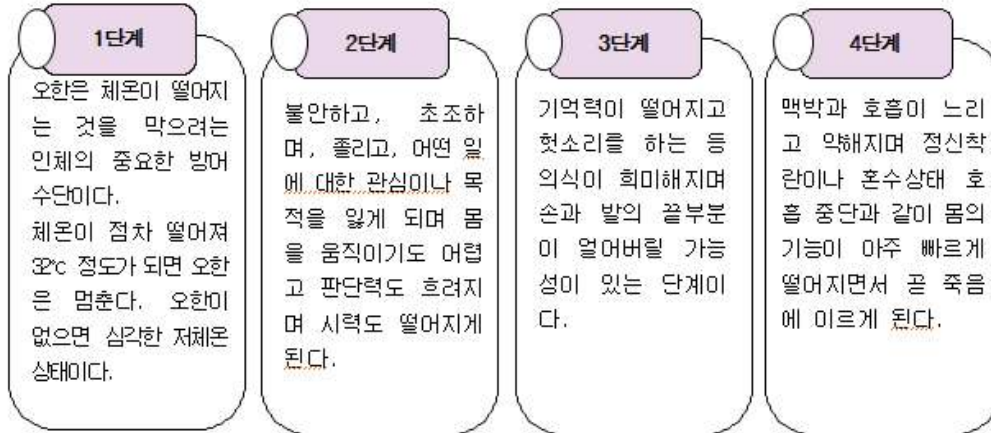 1단계
오한은 체온이 떨어지
는 것을 막으려는
인체의 중요한 방어
수단이다.
체온이 점차 떨어져
32℃ 정도가 되면 오한
은 멈춘다. 오한이
없으면 심각한 저체온
상태이다.
2단계
불안하고, 초조하
며, 졸리고, 어떤 일
에 대한 관심이나 목
적을 잃게 되며 몸
을 움직이기도 어렵
고 판단력도 흐려지
며 시력도 떨어지게
된다.
3단계
기억력이 떨어지고
헛소리를 하는 등
의식이 희미해지며
손과 발의 끝부분
이 얼어버릴 가능
성이 있는 단계이
다.
4단계
맥박과 호흡이 느리
고 약해지며 정신착
란이나 혼수상태 호
흡 중단과 같이 몸의
기능이 아주 빠르게
떨어지면서 곧 죽음
에 이르게 된다.